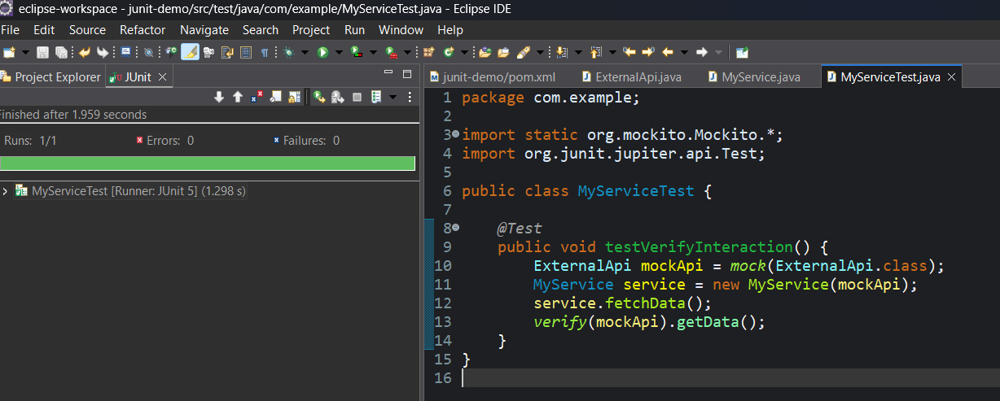 eclipse-workspace - junit-demo/src/test/java/com/example/MyServiceTest.java - Eclipse IDE
File Edit Source Refactor Navigate Search Project Run Window Help
Project Explorer JUnit
Finished after 1.959 seconds
Runs: 1/1 Errors: 0 Failures: 0
MyServiceTest [Runner: JUnit 5] (1.298 s)
junit-demo/pom.xml ExternalApi.java MyService.java MyServiceTest.java
1 package com.example;
2
3 import static org.mockito.Mockito.*;
4 import org.junit.jupiter.api.Test;
5
6 public class MyServiceTest {
7
8     @Test
9     public void testVerifyInteraction() {
10         ExternalApi mockApi = mock(ExternalApi.class);
11         MyService service = new MyService(mockApi);
12         service.fetchData();
13         verify(mockApi).getData();
14     }
15 }
16